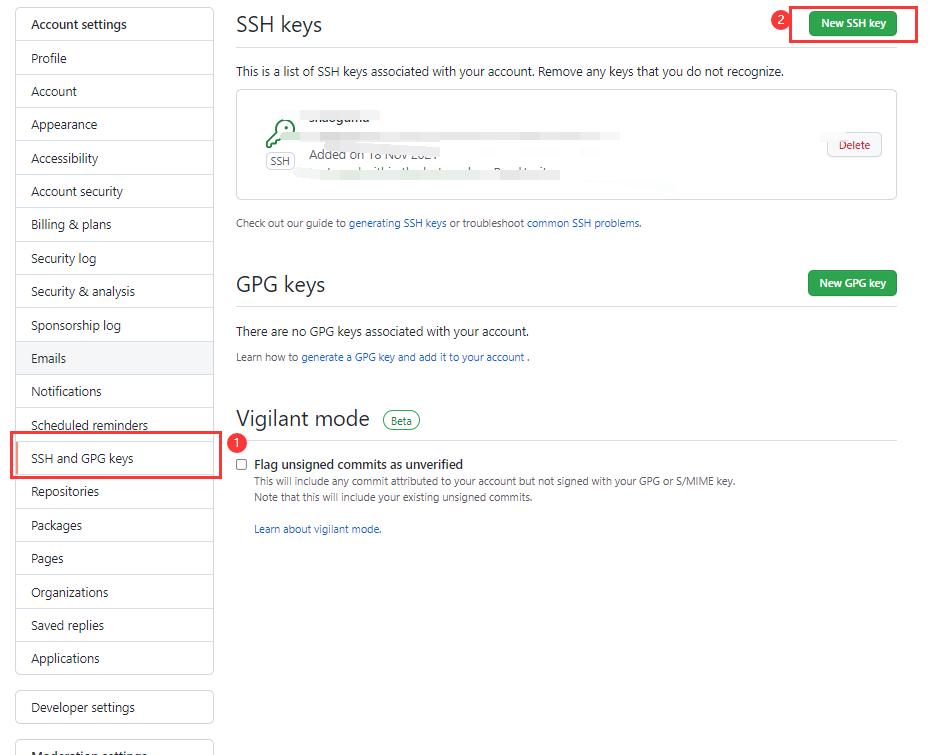 Account settings
Profile
Account
Appearance
Accessibility
Account security
Billing & plans
Security log
Security & analysis
Sponsorship log
Emails
Notifications
Scheduled reminders
SSH and GPG keys
Repositories
Packages
Pages
Organizations
Saved replies
Applications
Developer settings
Moderation settings
1
SSH keys
2
New SSH key
This is a list of SSH keys associated with your account. Remove any keys that you do not recognize.
SSH
Added on 18 Nov
Delete
Check out our guide to generating SSH keys or troubleshoot common SSH problems.
GPG keys
New GPG key
There are no GPG keys associated with your account.
Learn how to generate a GPG key and add it to your account .
Vigilant mode
Beta
Flag unsigned commits as unverified
This will include any commit attributed to your account but not signed with your GPG or S/MIME key.
Note that this will include your existing unsigned commits.
Learn about vigilant mode.